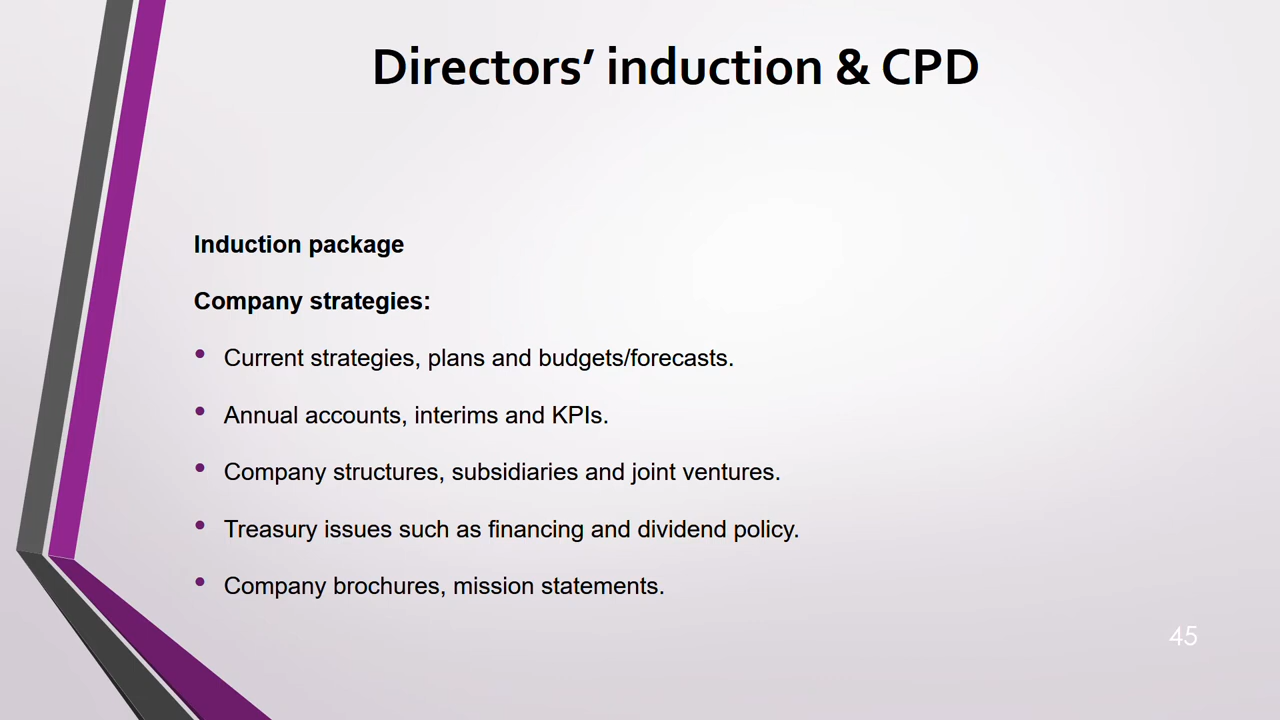 Directors’ induction & CPD
Induction package
Company strategies:
• Current strategies, plans and budgets/forecasts.
• Annual accounts, interims and KPIs.
• Company structures, subsidiaries and joint ventures.
• Treasury issues such as financing and dividend policy.
• Company brochures, mission statements.
45